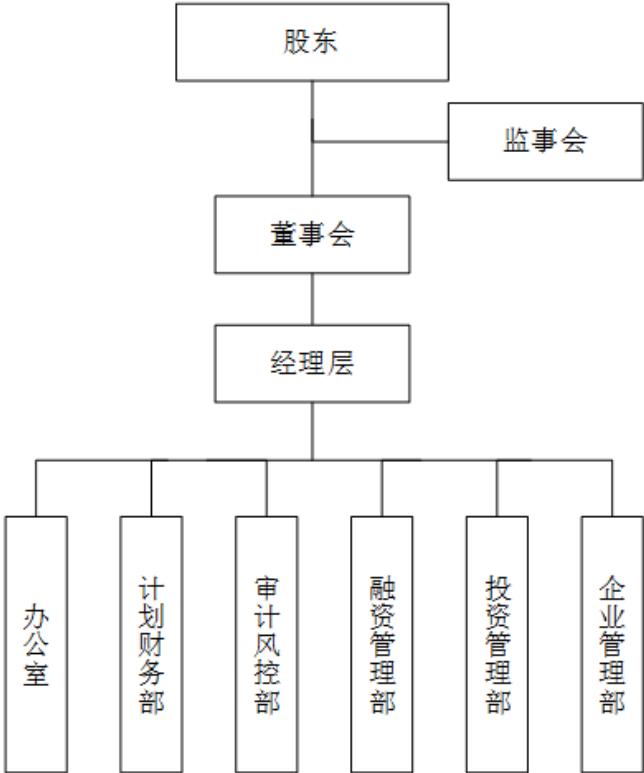 股东
监事会
董事会
经理层
办公室
计划财务部
审计风控部
融资管理部
投资管理部
企业管理部